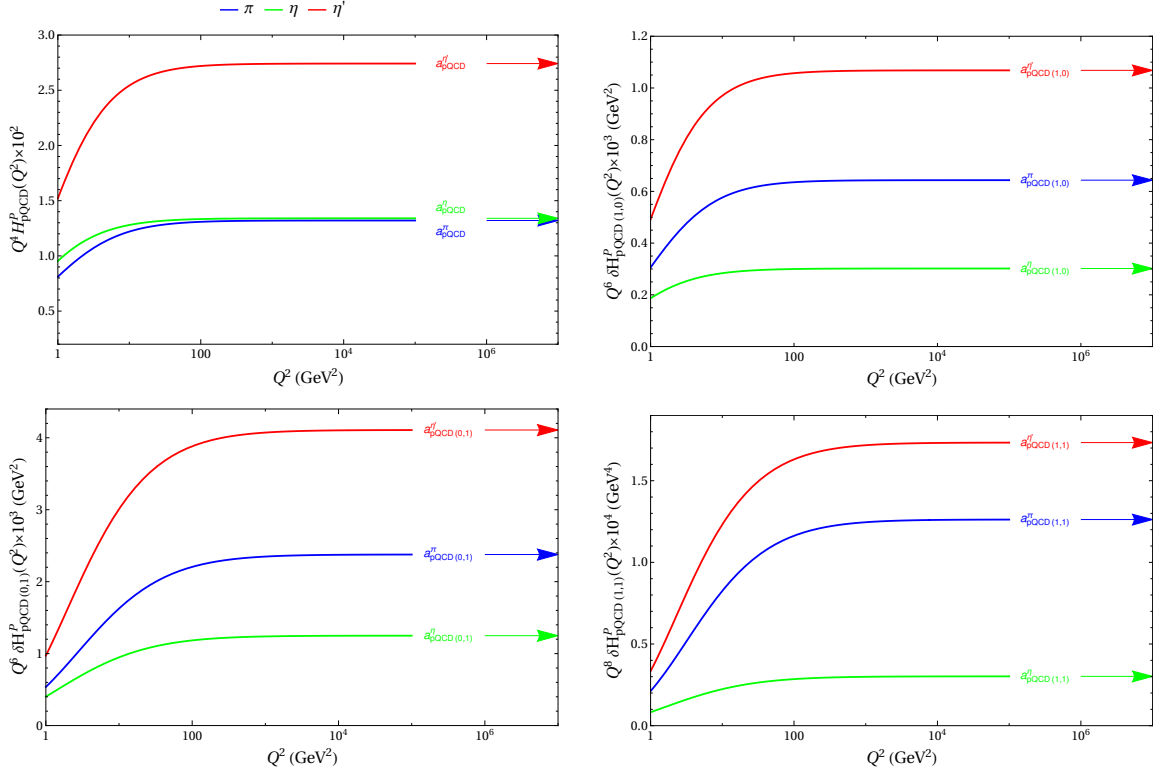 π η η'
3.0
2.5
2.0
1.5
1.0
0.5
1 100 10⁴ 10⁶
Q² (GeV²)
Q⁴ H^P_pQCD(Q²)×10²
a^η'_pQCD
a^η_pQCD
a^π_pQCD
1.2
1.0
0.8
0.6
0.4
0.2
0.0
1 100 10⁴ 10⁶
Q² (GeV²)
Q⁶ δH^P_pQCD (1,0)(Q²)×10³ (GeV²)
a^η'_pQCD (1,0)
a^π_pQCD (1,0)
a^η_pQCD (1,0)
4
3
2
1
0
1 100 10⁴ 10⁶
Q² (GeV²)
Q⁶ δH^P_pQCD (0,1)(Q²)×10³ (GeV²)
a^η'_pQCD (0,1)
a^π_pQCD (0,1)
a^η_pQCD (0,1)
1.5
1.0
0.5
0.0
1 100 10⁴ 10⁶
Q² (GeV²)
Q⁸ δH^P_pQCD (1,1)(Q²)×10⁴ (GeV⁴)
a^η'_pQCD (1,1)
a^π_pQCD (1,1)
a^η_pQCD (1,1)